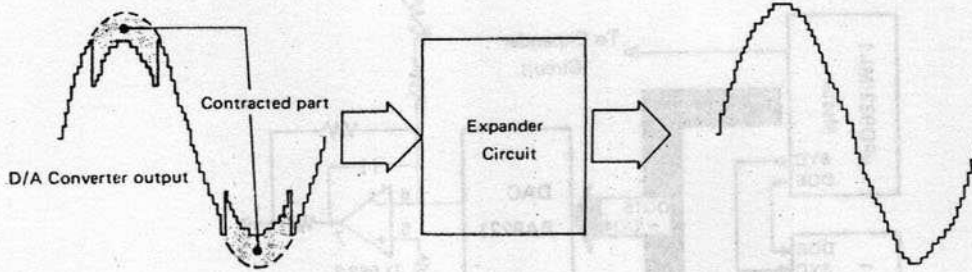 Contracted part
Expander
Circuit
D/A Converter output